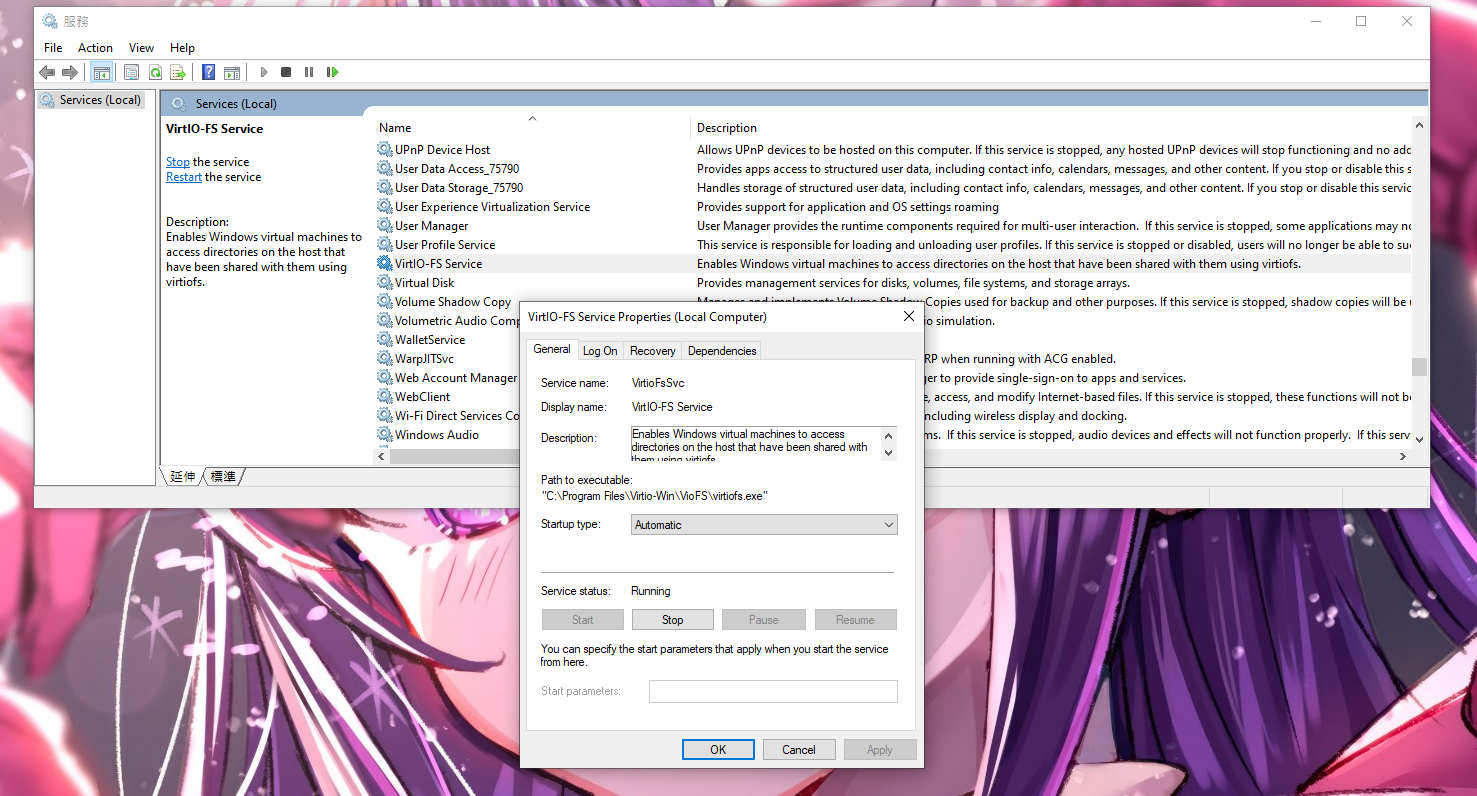 服務
File Action View Help
Services (Local)
Services (Local)
VirtIO-FS Service
Stop the service
Restart the service
Description:
Enables Windows virtual machines to
access directories on the host that
have been shared with them using
virtiofs.
Name Description
UPnP Device Host Allows UPnP devices to be hosted on this computer. If this service is stopped, any hosted UPnP devices will stop functioning and no add
User Data Access_75790 Provides apps access to structured user data, including contact info, calendars, messages, and other content. If you stop or disable this s
User Data Storage_75790 Handles storage of structured user data, including contact info, calendars, messages, and other content. If you stop or disable this servic
User Experience Virtualization Service Provides support for application and OS settings roaming
User Manager User Manager provides the runtime components required for multi-user interaction. If this service is stopped, some applications may no
User Profile Service This service is responsible for loading and unloading user profiles. If this service is stopped or disabled, users will no longer be able to su
VirtIO-FS Service Enables Windows virtual machines to access directories on the host that have been shared with them using virtiofs.
Virtual Disk Provides management services for disks, volumes, file systems, and storage arrays.
Volume Shadow Copy Manages and implements Volume Shadow Copies used for backup and other purposes. If this service is stopped, shadow copies will be
Volumetric Audio Comp io simulation.
WalletService
WarpJITSvc RP when running with ACG enabled.
Web Account Manager ger to provide single-sign-on to apps and services.
WebClient e, access, and modify Internet-based files. If this service is stopped, these functions will not be
Wi-Fi Direct Services Co ncluding wireless display and docking.
Windows Audio ms. If this service is stopped, audio devices and effects will not function properly. If this serv
延伸 標準
VirtIO-FS Service Properties (Local Computer)
General Log On Recovery Dependencies
Service name: VirtioFsSvc
Display name: VirtIO-FS Service
Description: Enables Windows virtual machines to access
directories on the host that have been shared with
them using virtiofs
Path to executable:
"C:\Program Files\Virtio-Win\VioFS\virtiofs.exe"
Startup type: Automatic
Service status: Running
Start Stop Pause Resume
You can specify the start parameters that apply when you start the service
from here.
Start parameters:
OK Cancel Apply